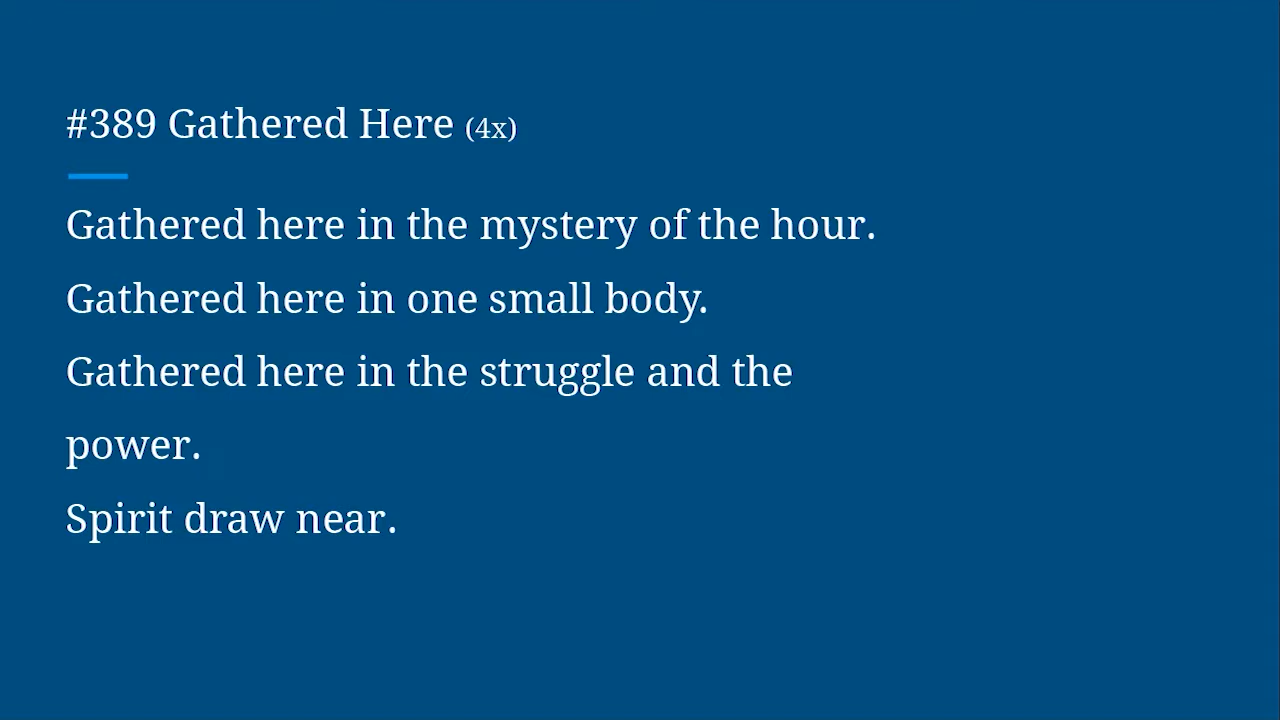 #389 Gathered Here (4x)
Gathered here in the mystery of the hour.
Gathered here in one small body.
Gathered here in the struggle and the
power.
Spirit draw near.